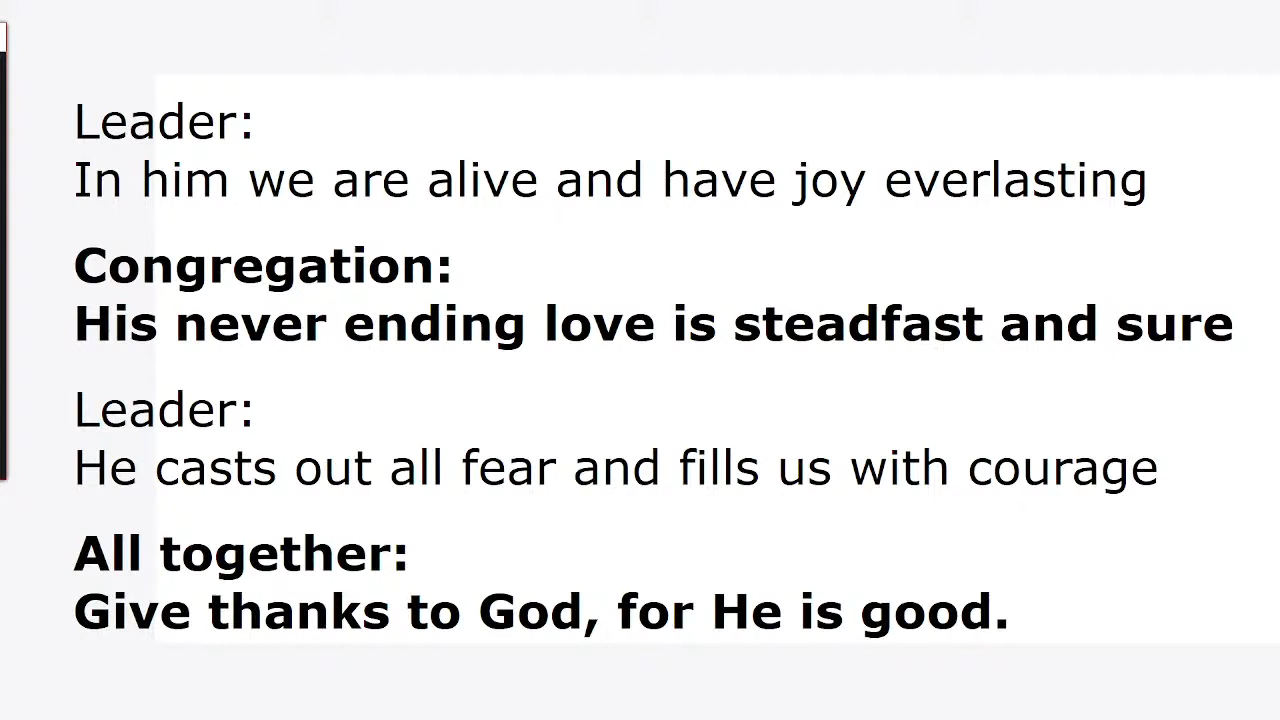 Leader:
In him we are alive and have joy everlasting
Congregation:
His never ending love is steadfast and sure
Leader:
He casts out all fear and fills us with courage
All together:
Give thanks to God, for He is good.